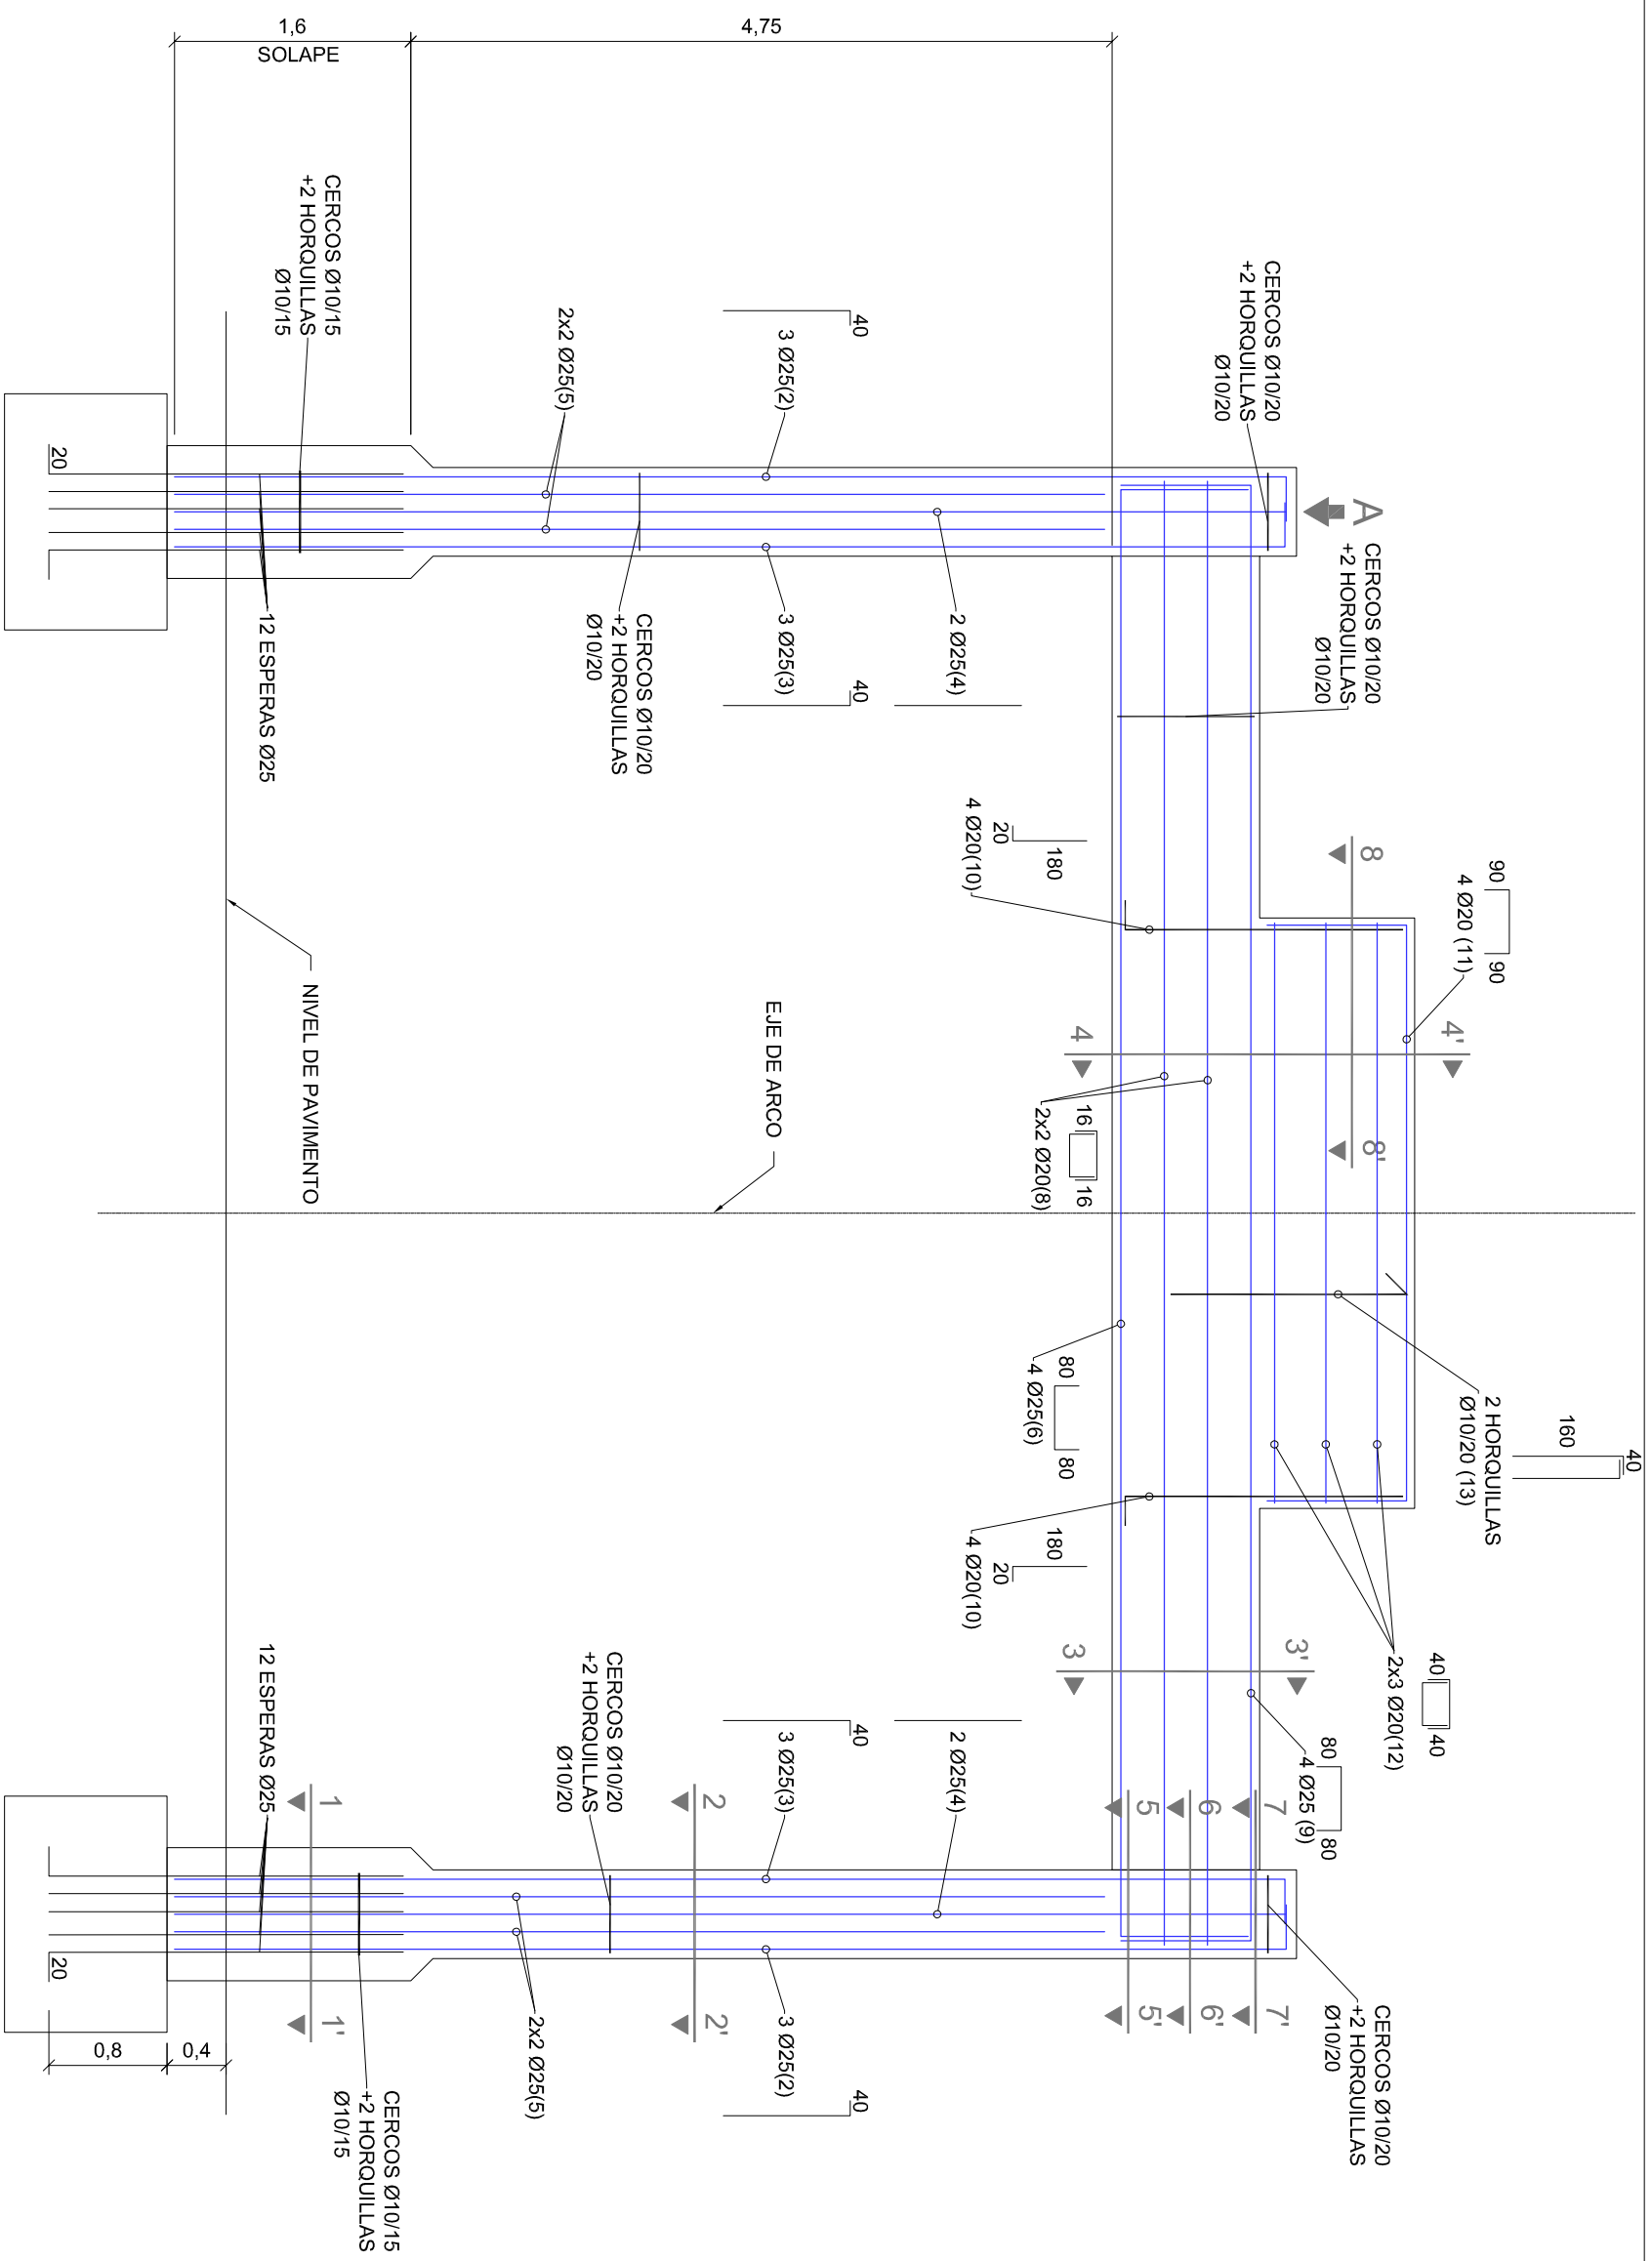 1,6
SOLAPE
4,75
CERCOS Ø10/15
+2 HORQUILLAS
Ø10/15
CERCOS Ø10/20
+2 HORQUILLAS
Ø10/20
40
3 Ø25(2)
2x2 Ø25(5)
20
A
CERCOS Ø10/20
+2 HORQUILLAS
Ø10/20
12 ESPERAS Ø25
CERCOS Ø10/20
+2 HORQUILLAS
Ø10/20
3 Ø25(3)
40
2 Ø25(4)
4 Ø20(10)
20
180
8
90
90
4 Ø20 (11)
4
4'
8'
NIVEL DE PAVIMENTO
EJE DE ARCO
16
16
2x2 Ø20(8)
80
80
4 Ø25(6)
2 HORQUILLAS
Ø10/20 (13)
160
40
180
20
4 Ø20(10)
3
3'
40
40
2x3 Ø20(12)
80
80
4 Ø25 (9)
12 ESPERAS Ø25
1
CERCOS Ø10/20
+2 HORQUILLAS
Ø10/20
2
40
3 Ø25(3)
2 Ø25(4)
5
6
7
20
1'
2'
5'
6'
7'
0,8
0,4
2x2 Ø25(5)
3 Ø25(2)
40
CERCOS Ø10/20
+2 HORQUILLAS
Ø10/20
CERCOS Ø10/15
+2 HORQUILLAS
Ø10/15